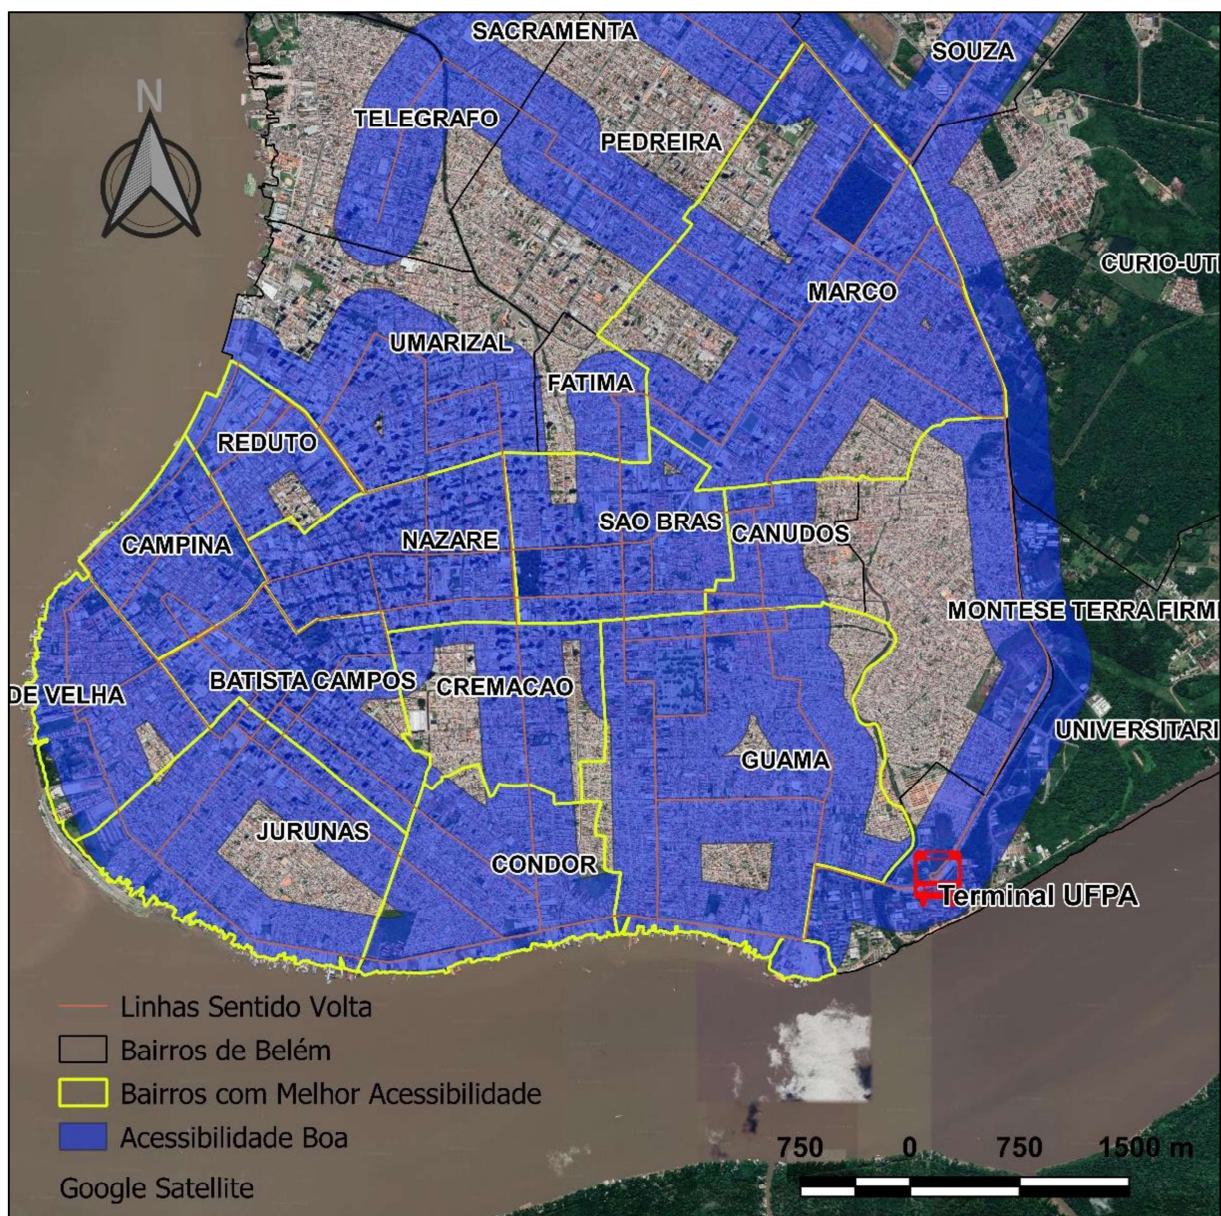 SACRAMENTA
SOUZA
N
TELEGRAFO
PEDREIRA
CURIO-UTI
MARCO
UMARIZAL
FATIMA
REDUTO
SAO BRAS
CANUDOS
CAMPINA
NAZARE
MONTESE TERRA FIRM
BATISTA CAMPOS
CREMACAO
DE VELHA
UNIVERSITARI
GUAMA
JURUNAS
CONDOR
Terminal UFPA
Linhas Sentido Volta
Bairros de Belém
Bairros com Melhor Acessibilidade
Acessibilidade Boa
Google Satellite
750 0 750 1500 m